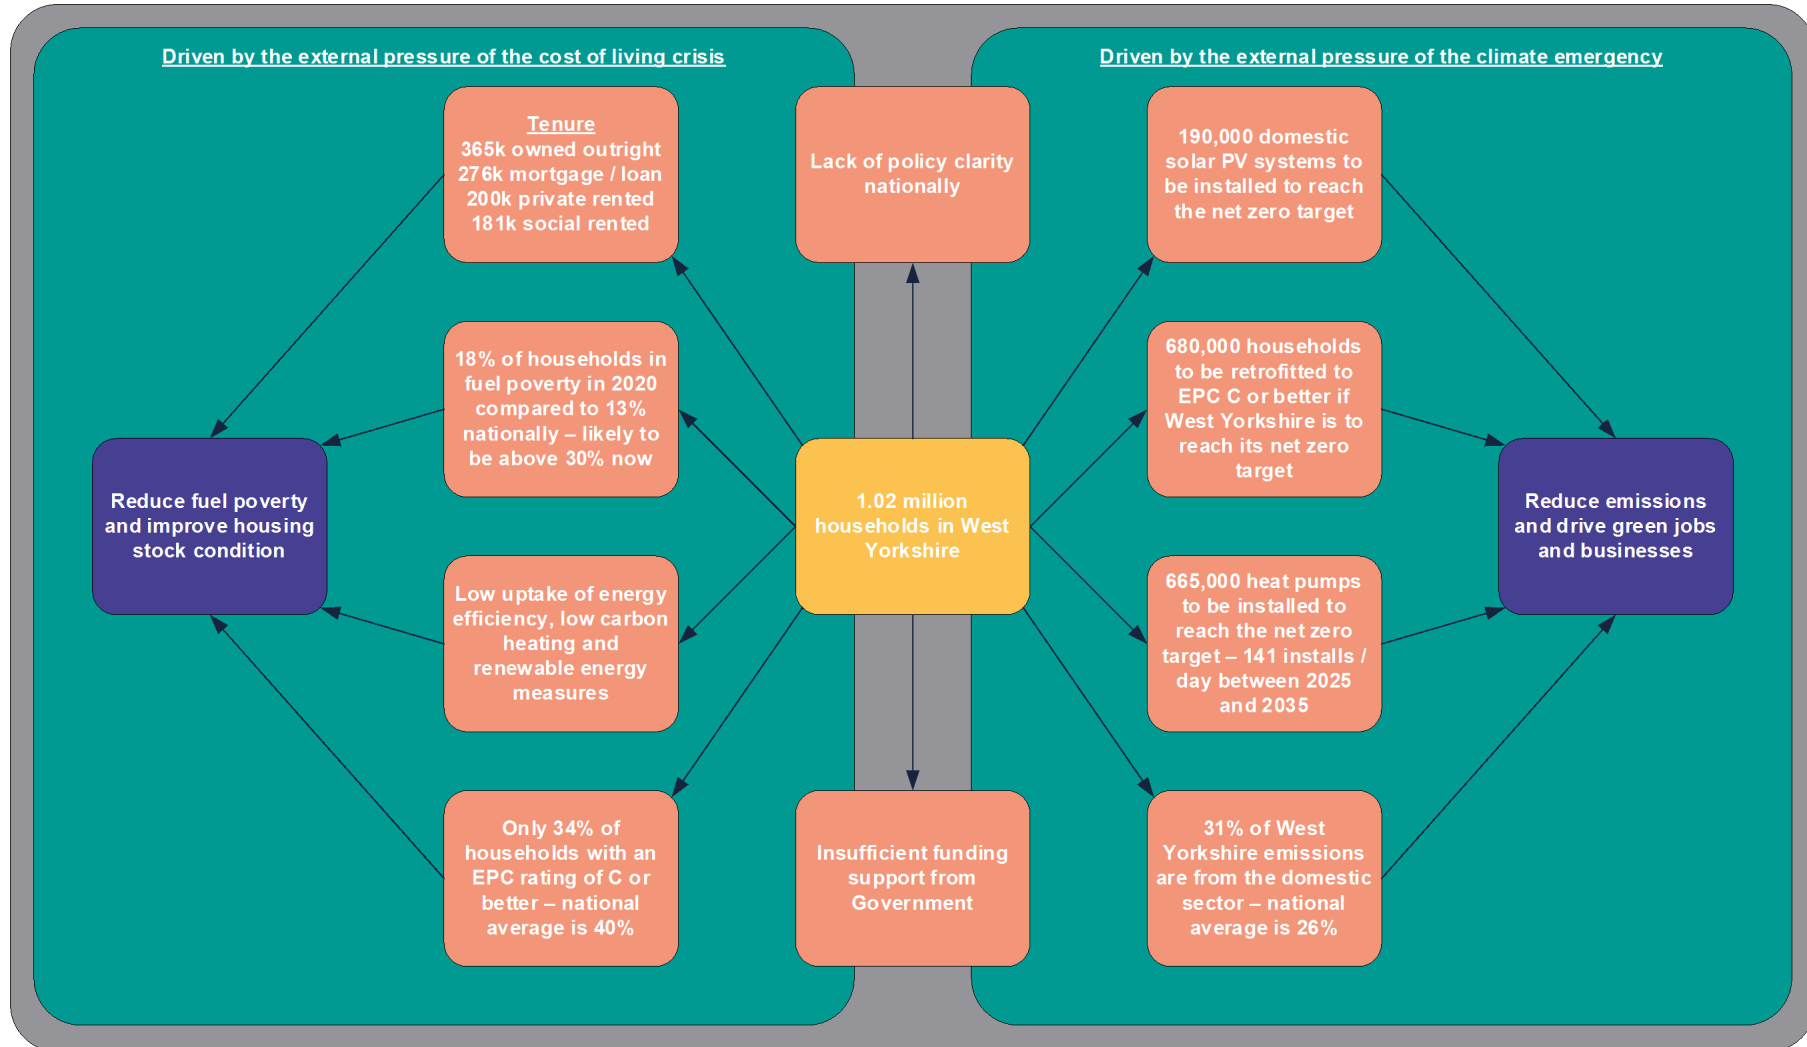 Driven by the external pressure of the cost of living crisis
Driven by the external pressure of the climate emergency
Tenure
365k owned outright
276k mortgage / loan
200k private rented
181k social rented
Lack of policy clarity
nationally
190,000 domestic
solar PV systems to
be installed to reach
the net zero target
18% of households in
fuel poverty in 2020
compared to 13%
nationally – likely to
be above 30% now
680,000 households
to be retrofitted to
EPC C or better if
West Yorkshire is to
reach its net zero
target
Reduce fuel poverty
and improve housing
stock condition
1.02 million
households in West
Yorkshire
Reduce emissions
and drive green jobs
and businesses
Low uptake of energy
efficiency, low carbon
heating and
renewable energy
measures
665,000 heat pumps
to be installed to
reach the net zero
target – 141 installs /
day between 2025
and 2035
Only 34% of
households with an
EPC rating of C or
better – national
average is 40%
Insufficient funding
support from
Government
31% of West
Yorkshire emissions
are from the domestic
sector – national
average is 26%